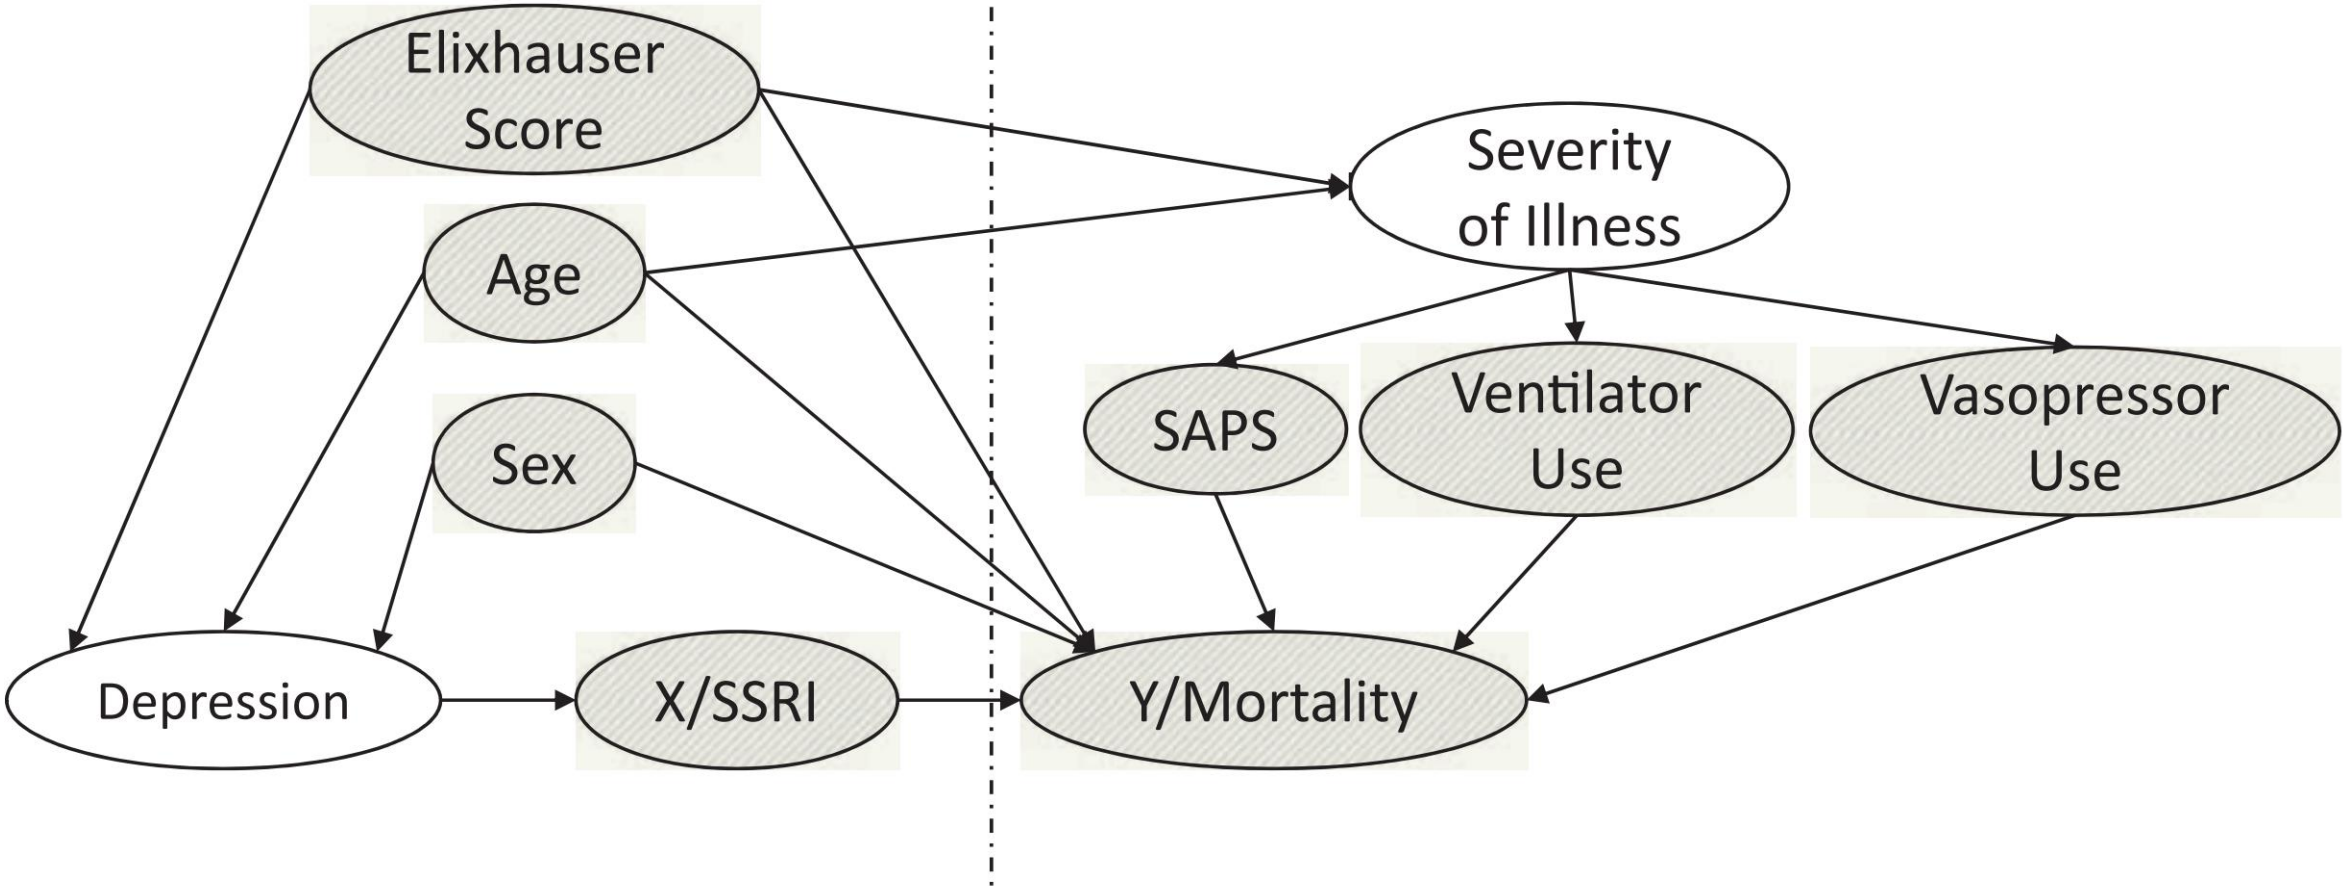 Elixhauser
Score
Severity
of Illness
Age
SAPS
Ventilator
Use
Vasopressor
Use
Sex
Depression
X/SSRI
Y/Mortality